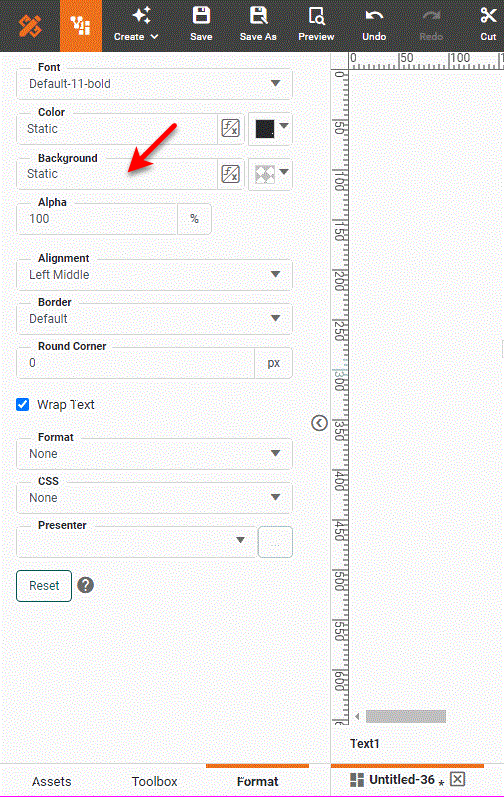 Create
Save
Save As
Preview
Undo
Redo
Cut
Font
Default-11-bold
Color
Static
Background
Static
Alpha
100
%
Alignment
Left Middle
Border
Default
Round Corner
0
px
Wrap Text
Format
None
CSS
None
Presenter
...
Reset
?
0
50
100
0
50
100
150
200
250
300
350
400
450
500
550
600
Text1
Assets
Toolbox
Format
Untitled-36 *